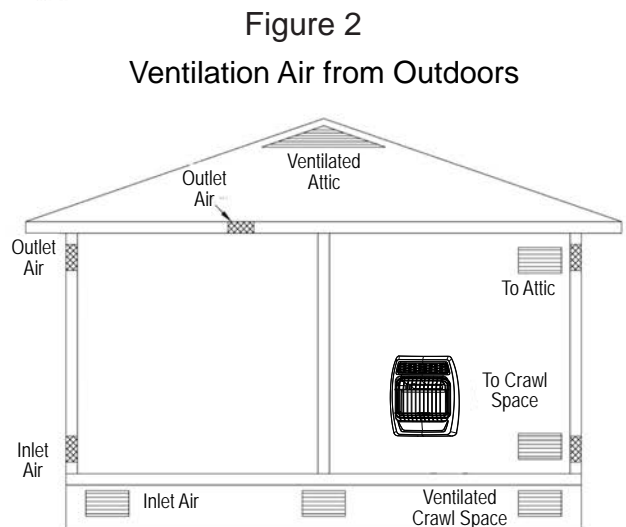 Figure 2
Ventilation Air from Outdoors
Ventilated
Attic
Outlet
Air
Outlet
Air
To Attic
To Crawl
Space
Inlet
Air
Inlet Air
Ventilated
Crawl Space